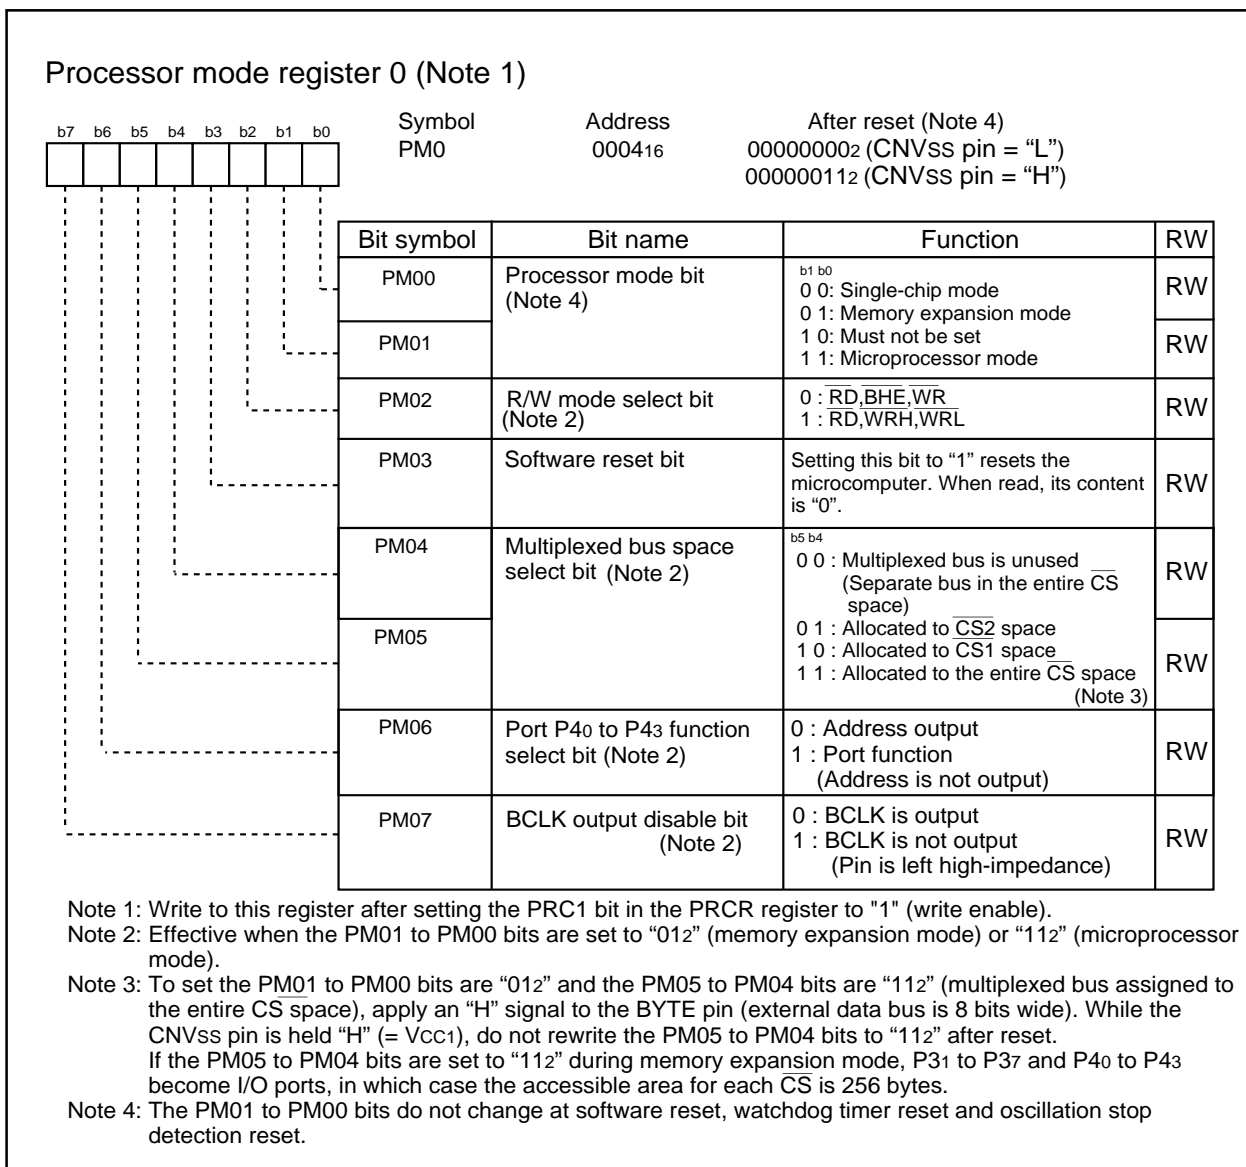 Processor mode register 0 (Note 1)
b7 b6 b5 b4 b3 b2 b1 b0
Symbol Address After reset (Note 4)
PM0 000416 000000002 (CNVSS pin = “L”)
000000112 (CNVSS pin = “H”)
Bit symbol Bit name Function RW
PM00 Processor mode bit (Note 4)
b1 b0
0 0: Single-chip mode
0 1: Memory expansion mode
1 0: Must not be set
1 1: Microprocessor mode
RW
PM01
RW
PM02 R/W mode select bit (Note 2)
0 : RD,BHE,WR
1 : RD,WRH,WRL
RW
PM03 Software reset bit
Setting this bit to “1” resets the
microcomputer. When read, its content
is “0”.
RW
PM04 Multiplexed bus space
select bit (Note 2)
b5 b4
0 0 : Multiplexed bus is unused
(Separate bus in the entire CS
space)
0 1 : Allocated to CS2 space
1 0 : Allocated to CS1 space
1 1 : Allocated to the entire CS space
(Note 3)
RW
PM05
RW
PM06 Port P40 to P43 function
select bit (Note 2)
0 : Address output
1 : Port function
(Address is not output)
RW
PM07 BCLK output disable bit
(Note 2)
0 : BCLK is output
1 : BCLK is not output
(Pin is left high-impedance)
RW
Note 1: Write to this register after setting the PRC1 bit in the PRCR register to "1" (write enable).
Note 2: Effective when the PM01 to PM00 bits are set to “012” (memory expansion mode) or “112” (microprocessor
mode).
Note 3: To set the PM01 to PM00 bits are “012” and the PM05 to PM04 bits are “112” (multiplexed bus assigned to
the entire CS space), apply an “H” signal to the BYTE pin (external data bus is 8 bits wide). While the
CNVSS pin is held “H” (= VCC1), do not rewrite the PM05 to PM04 bits to “112” after reset.
If the PM05 to PM04 bits are set to “112” during memory expansion mode, P31 to P37 and P40 to P43
become I/O ports, in which case the accessible area for each CS is 256 bytes.
Note 4: The PM01 to PM00 bits do not change at software reset, watchdog timer reset and oscillation stop
detection reset.